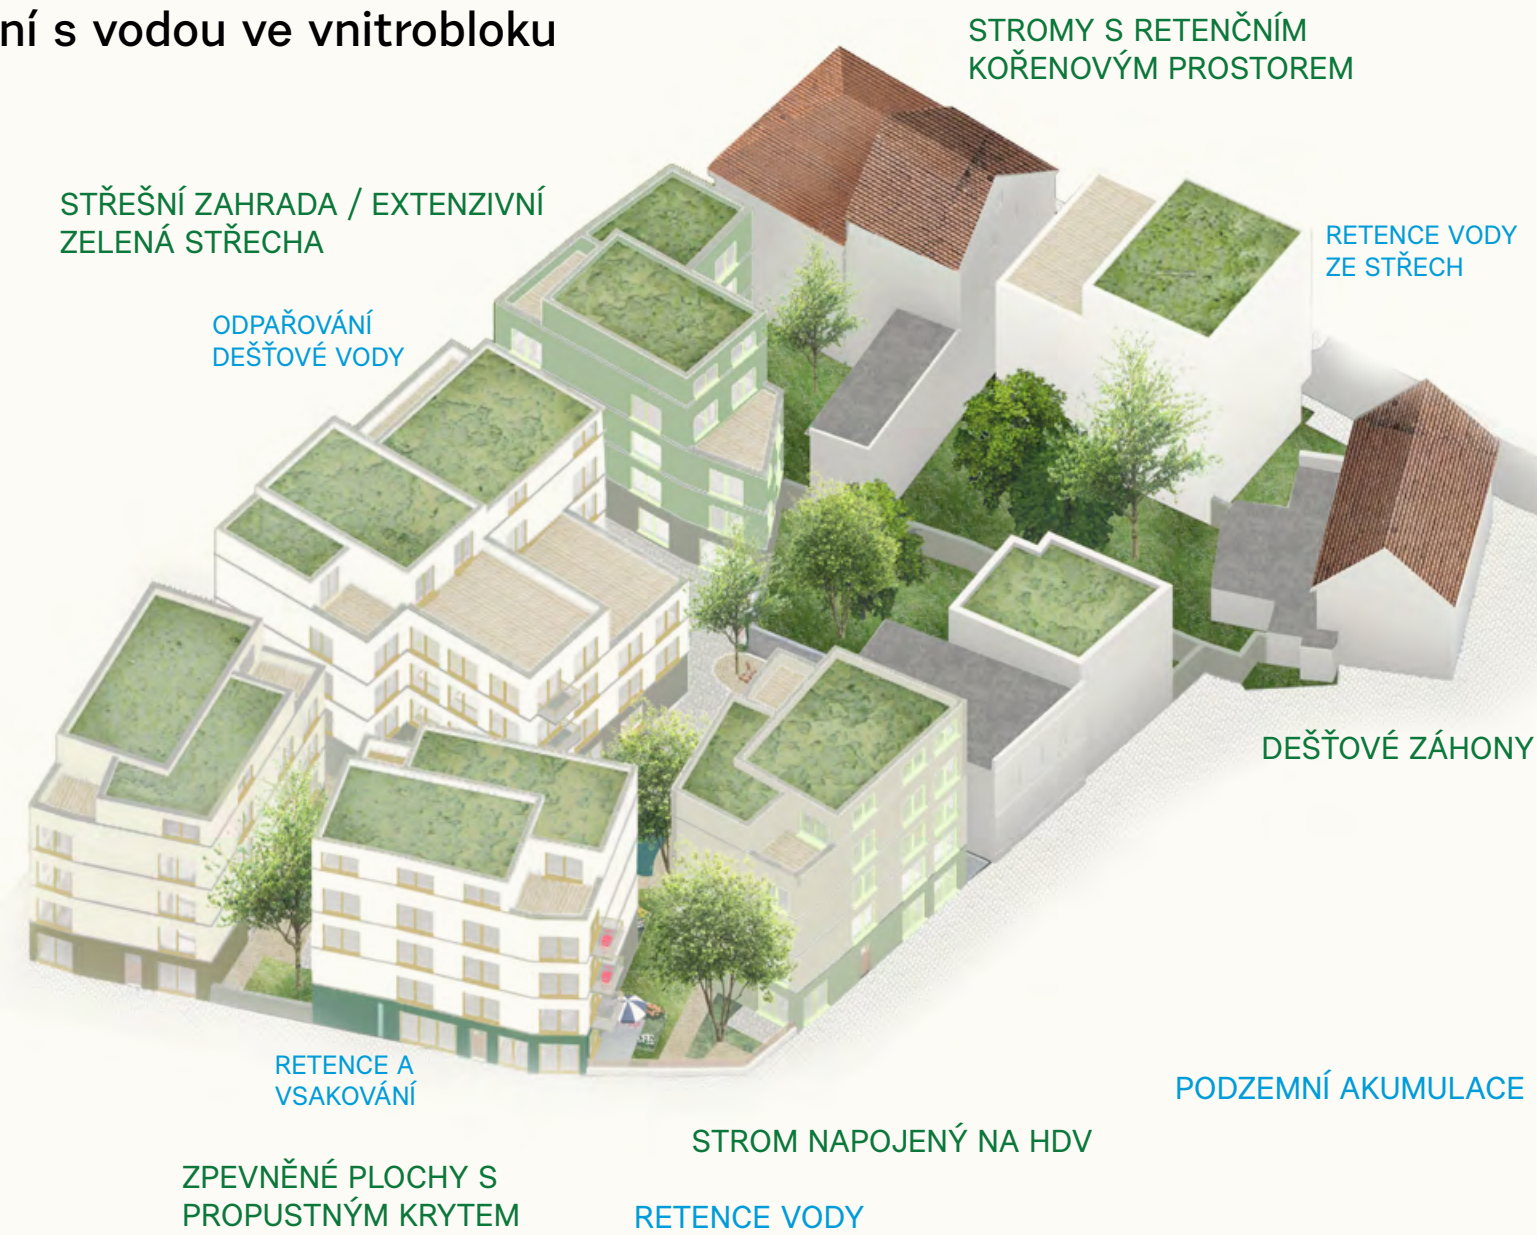 ní s vodou ve vnitrobloku
STROMY S RETENČNÍM
KOŘENOVÝM PROSTOREM
STŘEŠNÍ ZAHRADA / EXTENZIVNÍ
ZELENÁ STŘECHA
RETENCE VODY
ZE STŘECH
ODPAŘOVÁNÍ
DEŠŤOVÉ VODY
DEŠŤOVÉ ZÁHONY
RETENCE A
VSAKOVÁNÍ
PODZEMNÍ AKUMULACE
STROM NAPOJENÝ NA HDV
ZPEVNĚNÉ PLOCHY S
PROPUSTNÝM KRYTEM
RETENCE VODY